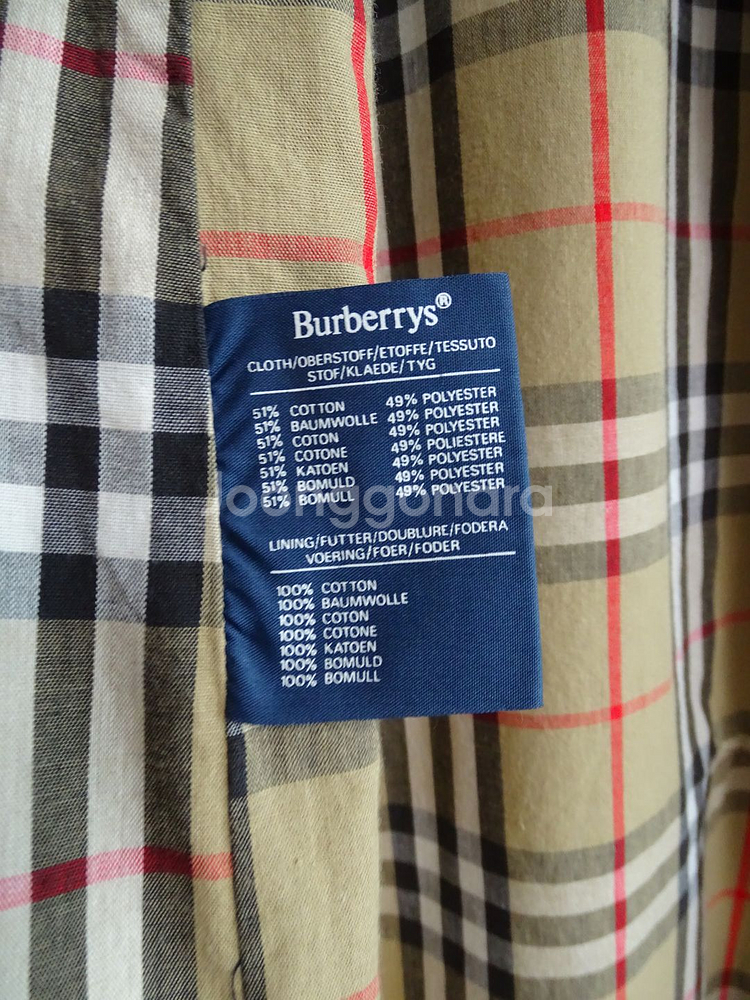 Burberrys®
CLOTH/OBERSTOFF/ETOFFE/TESSUTO
STOF/KLAEDE/TYG
51% COTTON 49% POLYESTER
51% BAUMWOLLE 49% POLYESTER
51% COTON 49% POLYESTER
51% COTONE 49% POLIESTERE
51% KATOEN 49% POLYESTER
51% BOMULD 49% POLYESTER
51% BOMULL 49% POLYESTER
joonggonara
LINING/FUTTER/DOUBLURE/FODERA
VOERING/FOER/FODER
100% COTTON
100% BAUMWOLLE
100% COTON
100% COTONE
100% KATOEN
100% BOMULD
100% BOMULL